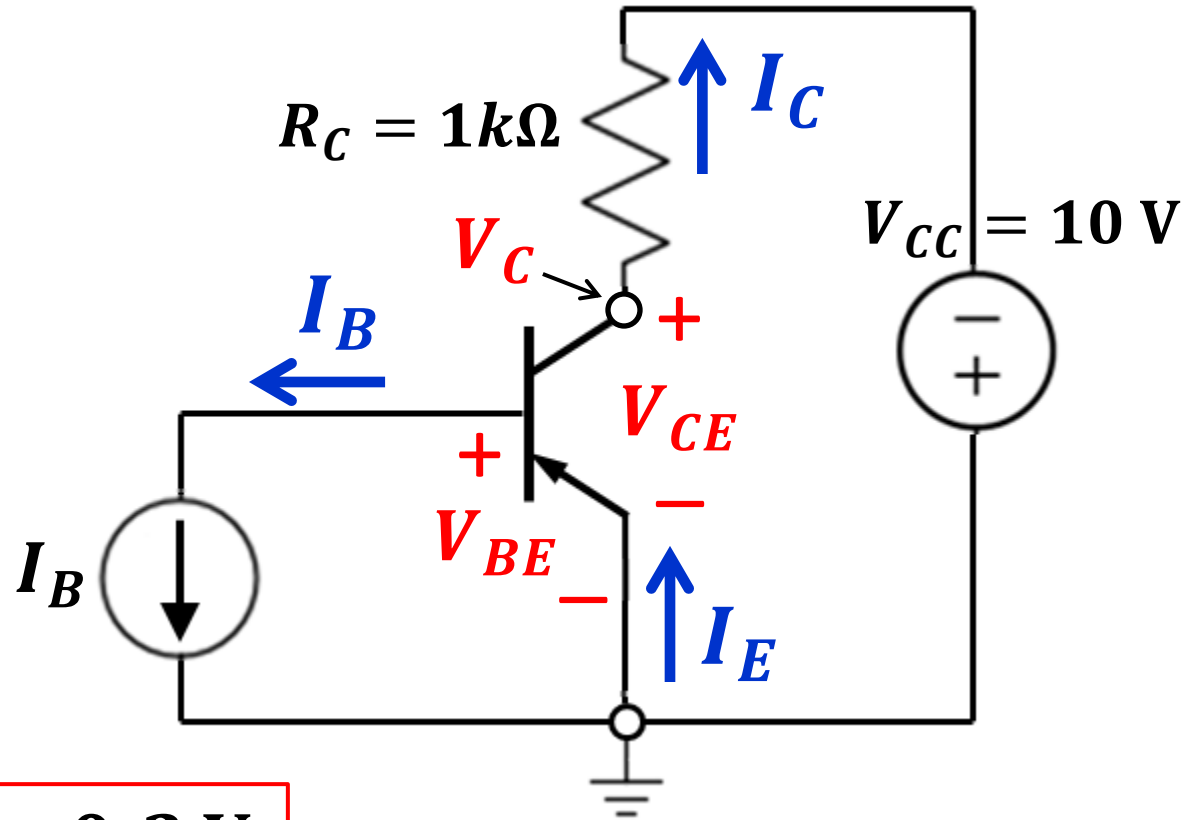 I_C
R_C = 1kΩ
V_CC = 10 V
V_C
+
I_B
−
+
V_CE
+
−
V_BE
−
I_B
I_E